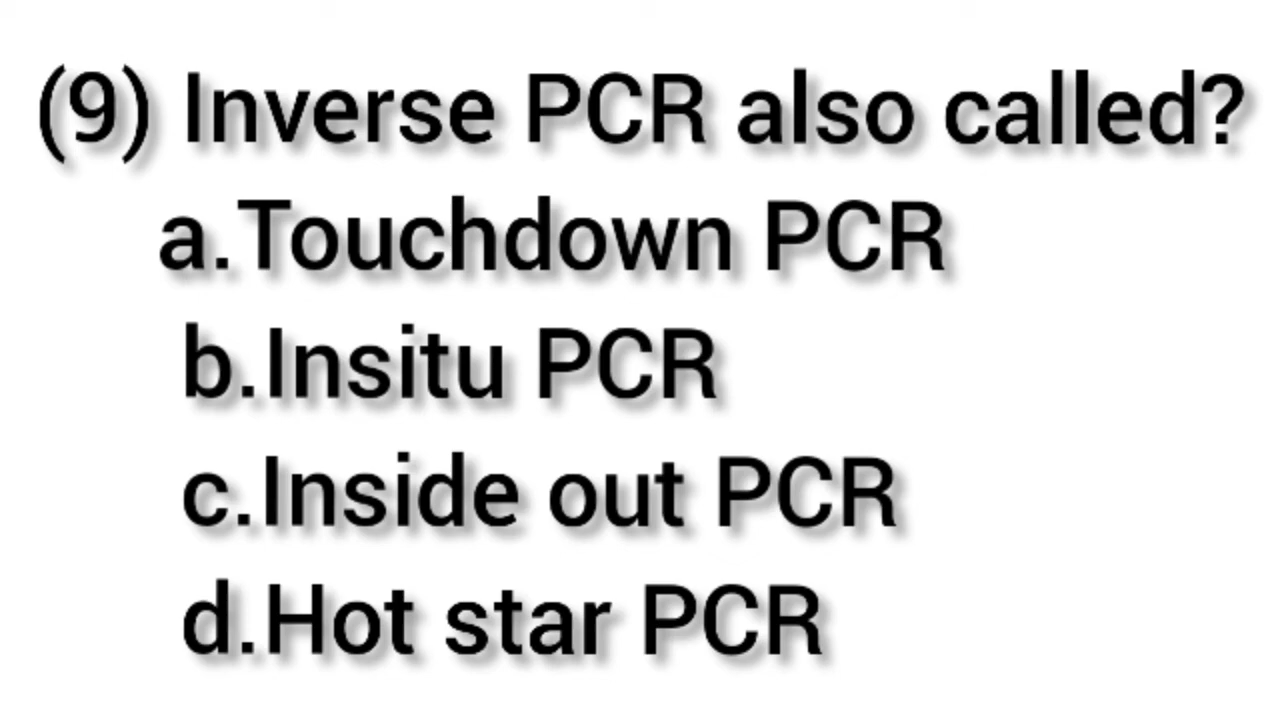 (9) Inverse PCR also called?
a.Touchdown PCR
b.Insitu PCR
c.Inside out PCR
d.Hot star PCR